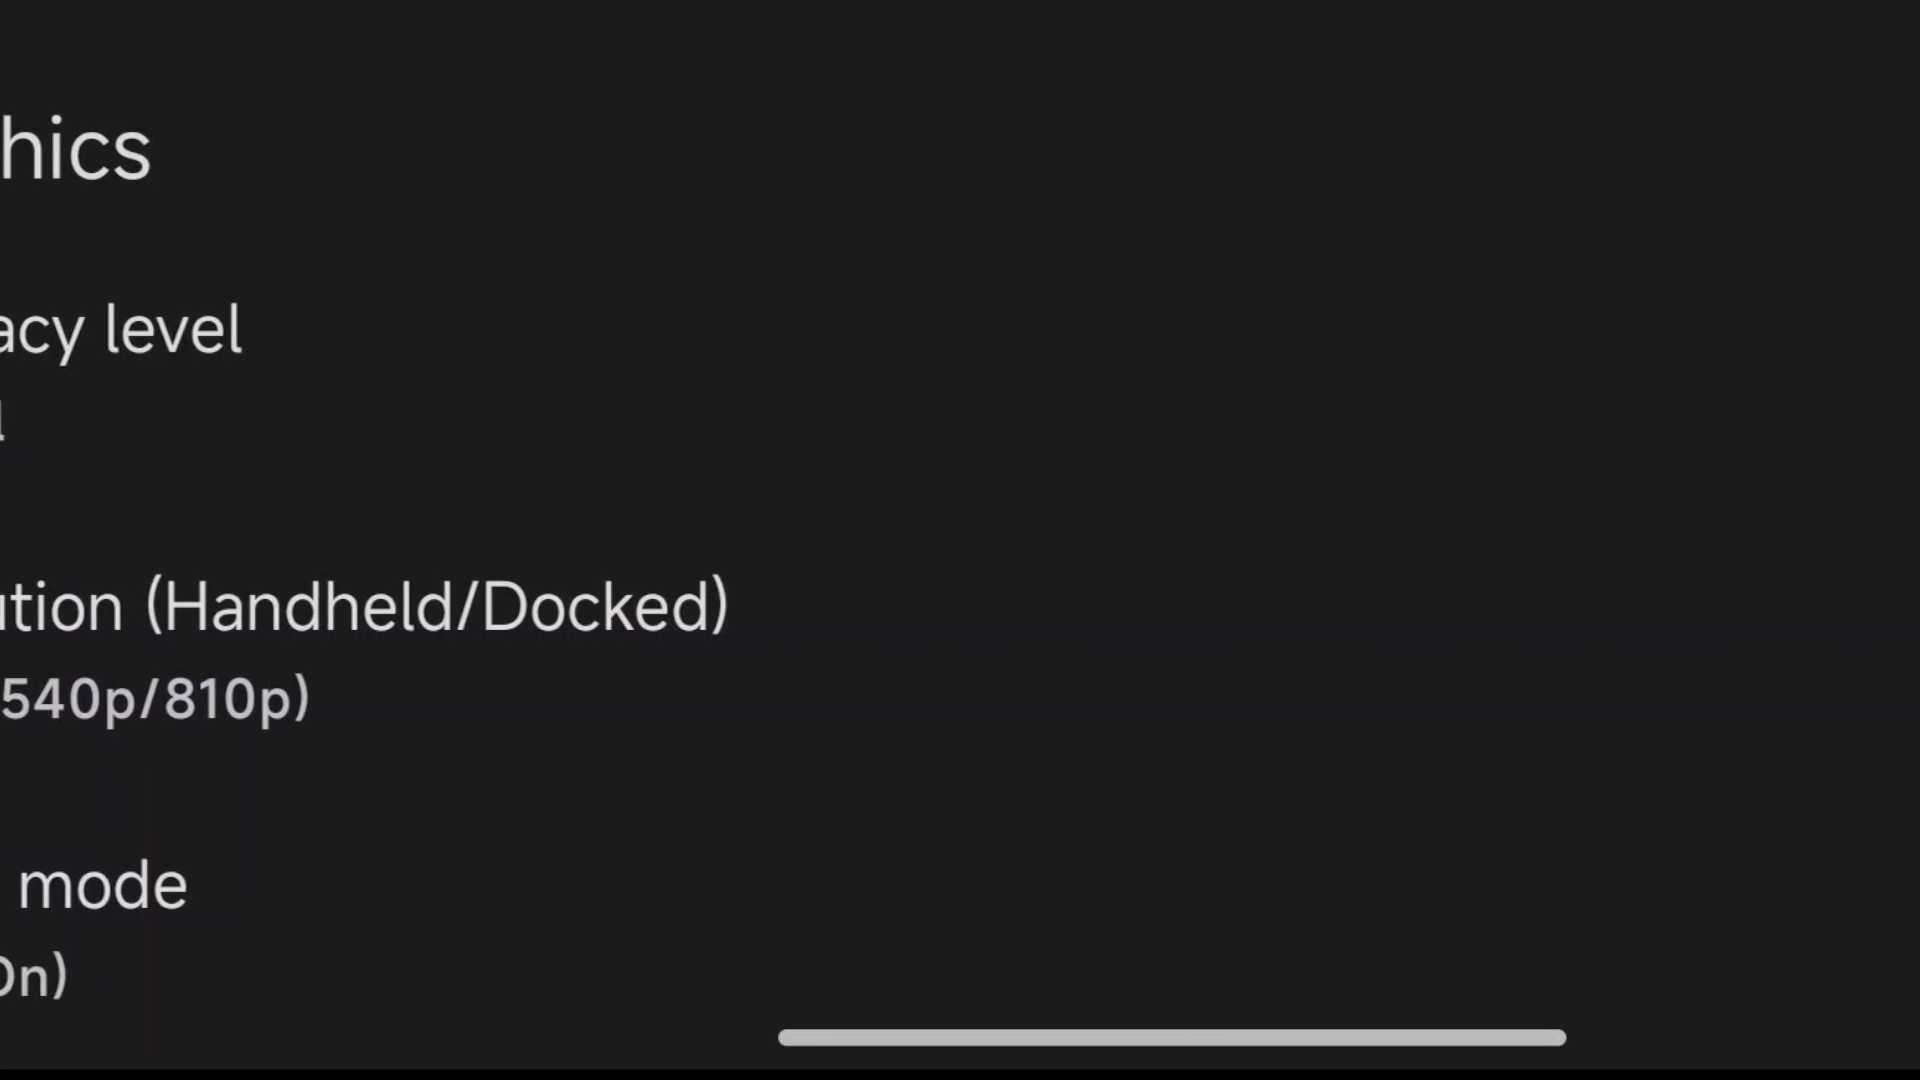 hics
acy level
l
ution (Handheld/Docked)
540p/810p)
mode
On)